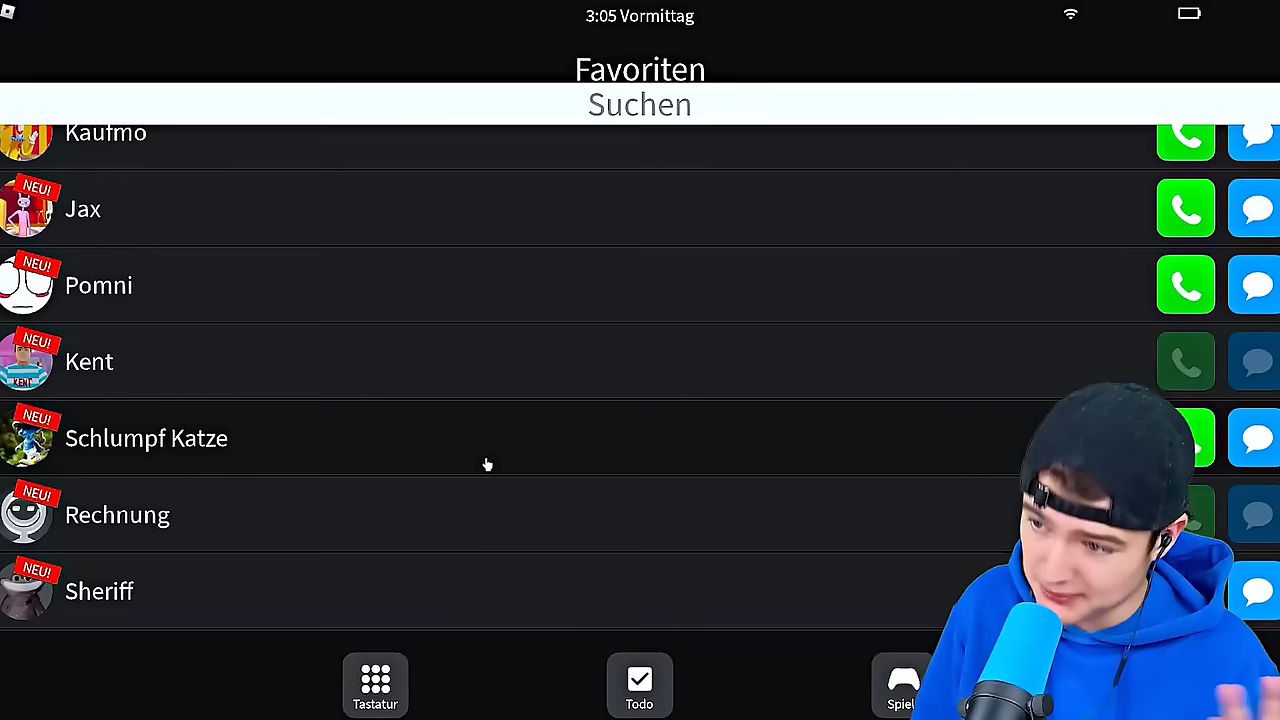 3:05 Vormittag
Favoriten
Suchen
Kaufmo
NEU!
Jax
NEU!
Pomni
NEU!
Kent
KENT
NEU!
Schlumpf Katze
NEU!
Rechnung
NEU!
Sheriff
Tastatur
Todo
Spiel